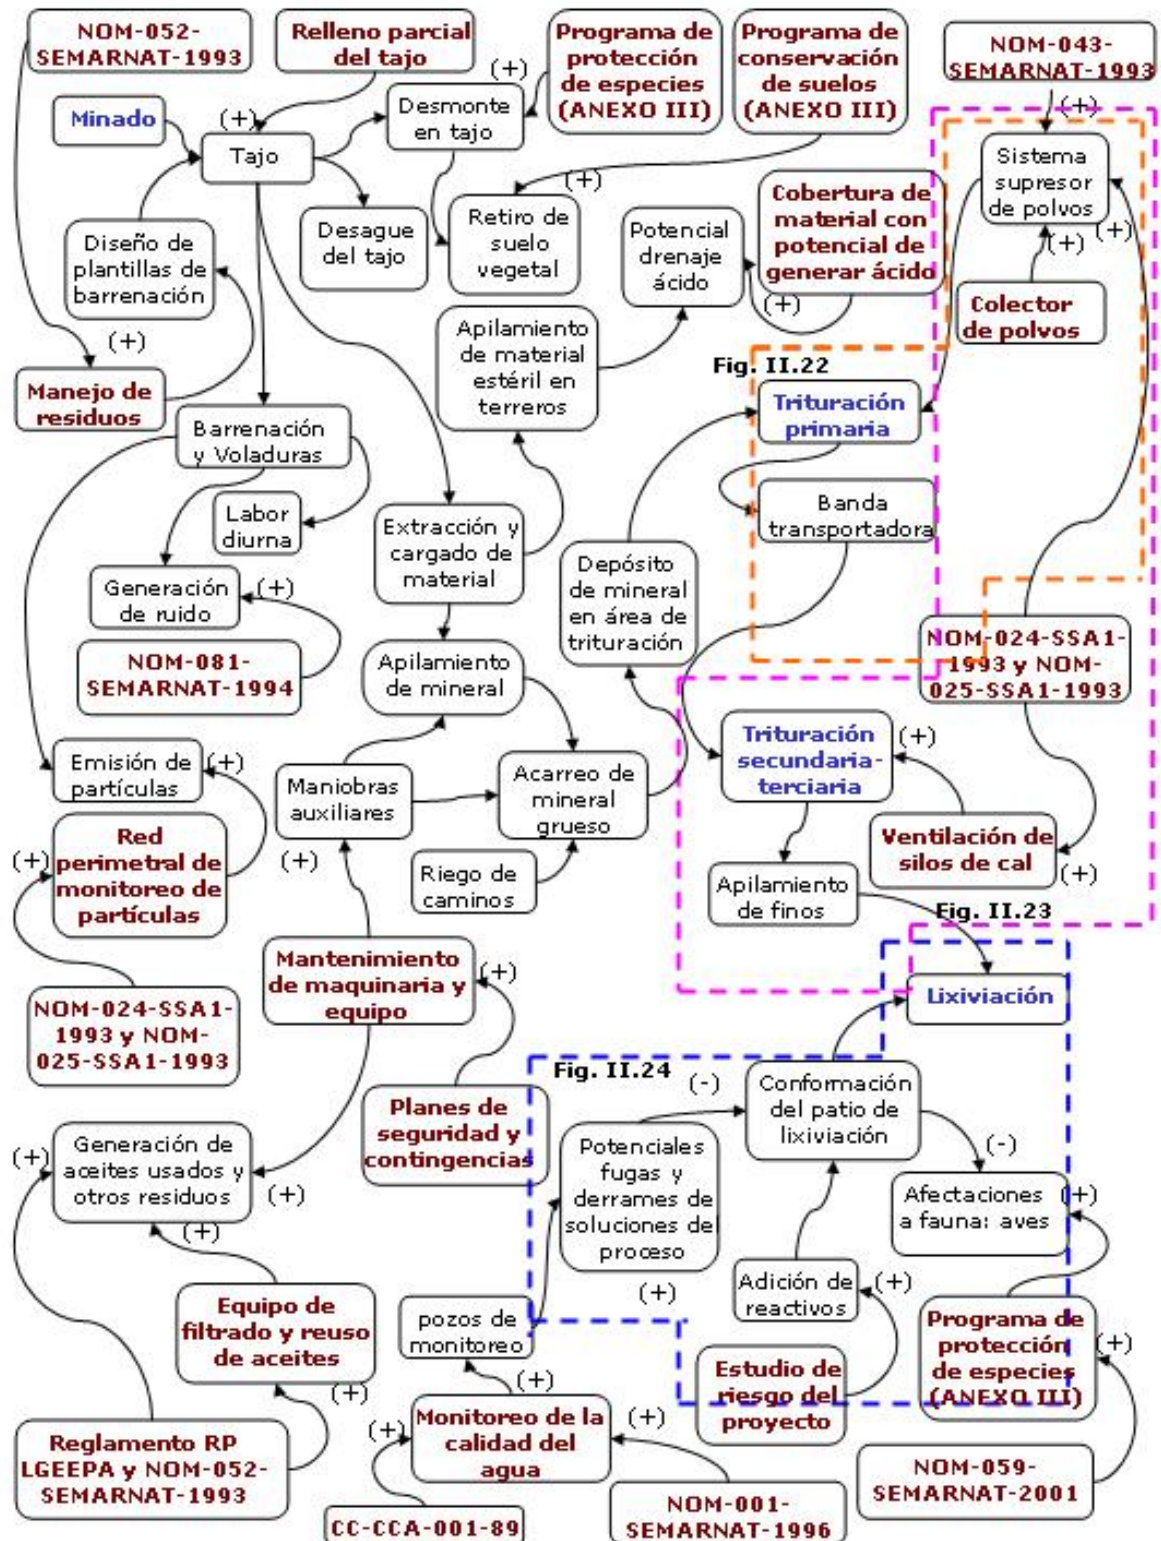 NOM-052-
SEMARNAT-1993
Relleno parcial
del tajo
Programa de
protección
de especies
(ANEXO III)
Programa de
conservación
de suelos
(ANEXO III)
NOM-043-
SEMARNAT-1993
(+)
(+)
(+)
Minado
Tajo
Desmonte
en tajo
Sistema
supresor
de polvos
(+)
(+)
(+)
Diseño de
plantillas de
barrenación
Desague
del tajo
Retiro de
suelo
vegetal
Potencial
drenaje
ácido
Cobertura de
material con
potencial de
generar ácido
(+)
Colector
de polvos
(+)
Manejo de
residuos
Apilamiento
de material
estéril en
terreros
Fig. II.22
Trituración
primaria
Barrenación
y Voladuras
Labor
diurna
Extracción y
cargado de
material
Banda
transportadora
Depósito
de mineral
en área de
trituración
Generación
de ruido
(+)
NOM-081-
SEMARNAT-1994
Apilamiento
de mineral
NOM-024-SSA1-
1993 y NOM-
025-SSA1-1993
Emisión de
partículas
(+)
Maniobras
auxiliares
Acarreo de
mineral
grueso
Trituración
secundaria-
terciaria
(+)
Red
perimetral de
monitoreo de
partículas
(+)
(+)
Riego de
caminos
Apilamiento
de finos
Ventilación de
silos de cal
(+)
Fig. II.23
Mantenimiento
de maquinaria y
equipo
(+)
Lixiviación
NOM-024-SSA1-
1993 y NOM-
025-SSA1-1993
Fig. II.24
(-)
Conformación
del patio de
lixiviación
Planes de
seguridad y
contingencias
Generación de
aceites usados y
otros residuos
(+)
(+)
(+)
Potenciales
fugas y
derrames de
soluciones de
proceso
(-)
Afectaciones
a fauna: aves
(+)
Adición de
reactivos
(+)
(+)
Equipo de
filtrado y reuso
de aceites
(+)
pozos de
monitoreo
(+)
Estudio de
riesgo del
proyecto
Programa de
protección
de especies
(ANEXO III)
(+)
Reglamento RP
LGEEPA y NOM-052-
SEMARNAT-1993
(+)
Monitoreo de la
calidad del
agua
(+)
NOM-059-
SEMARNAT-2001
CC-CCA-001-89
NOM-001-
SEMARNAT-1996